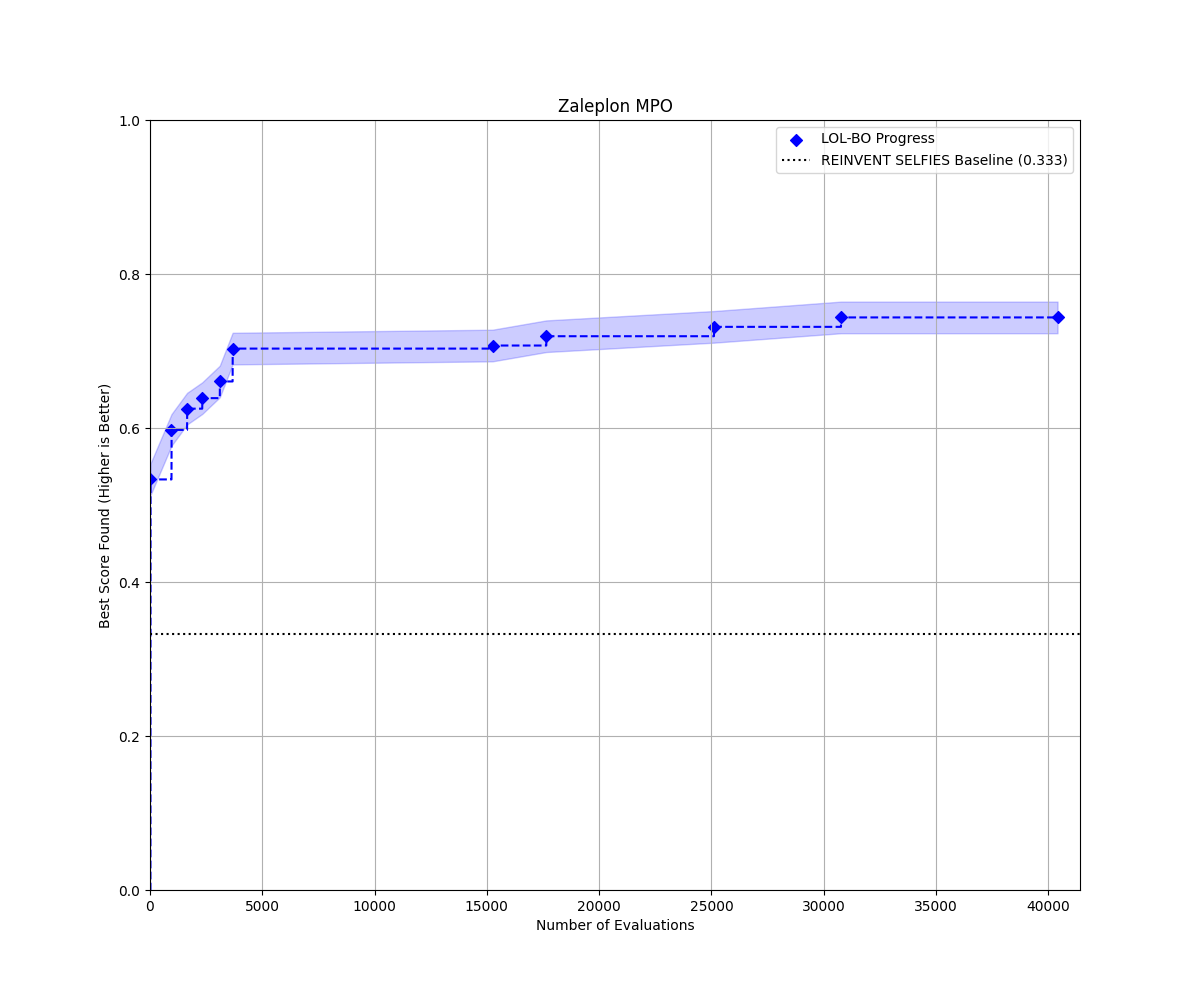 Zaleplon MPO
LOL-BO Progress
REINVENT SELFIES Baseline (0.333)
1.0
0.8
0.6
0.4
0.2
0.0
Best Score Found (Higher is Better)
0 5000 10000 15000 20000 25000 30000 35000 40000
Number of Evaluations